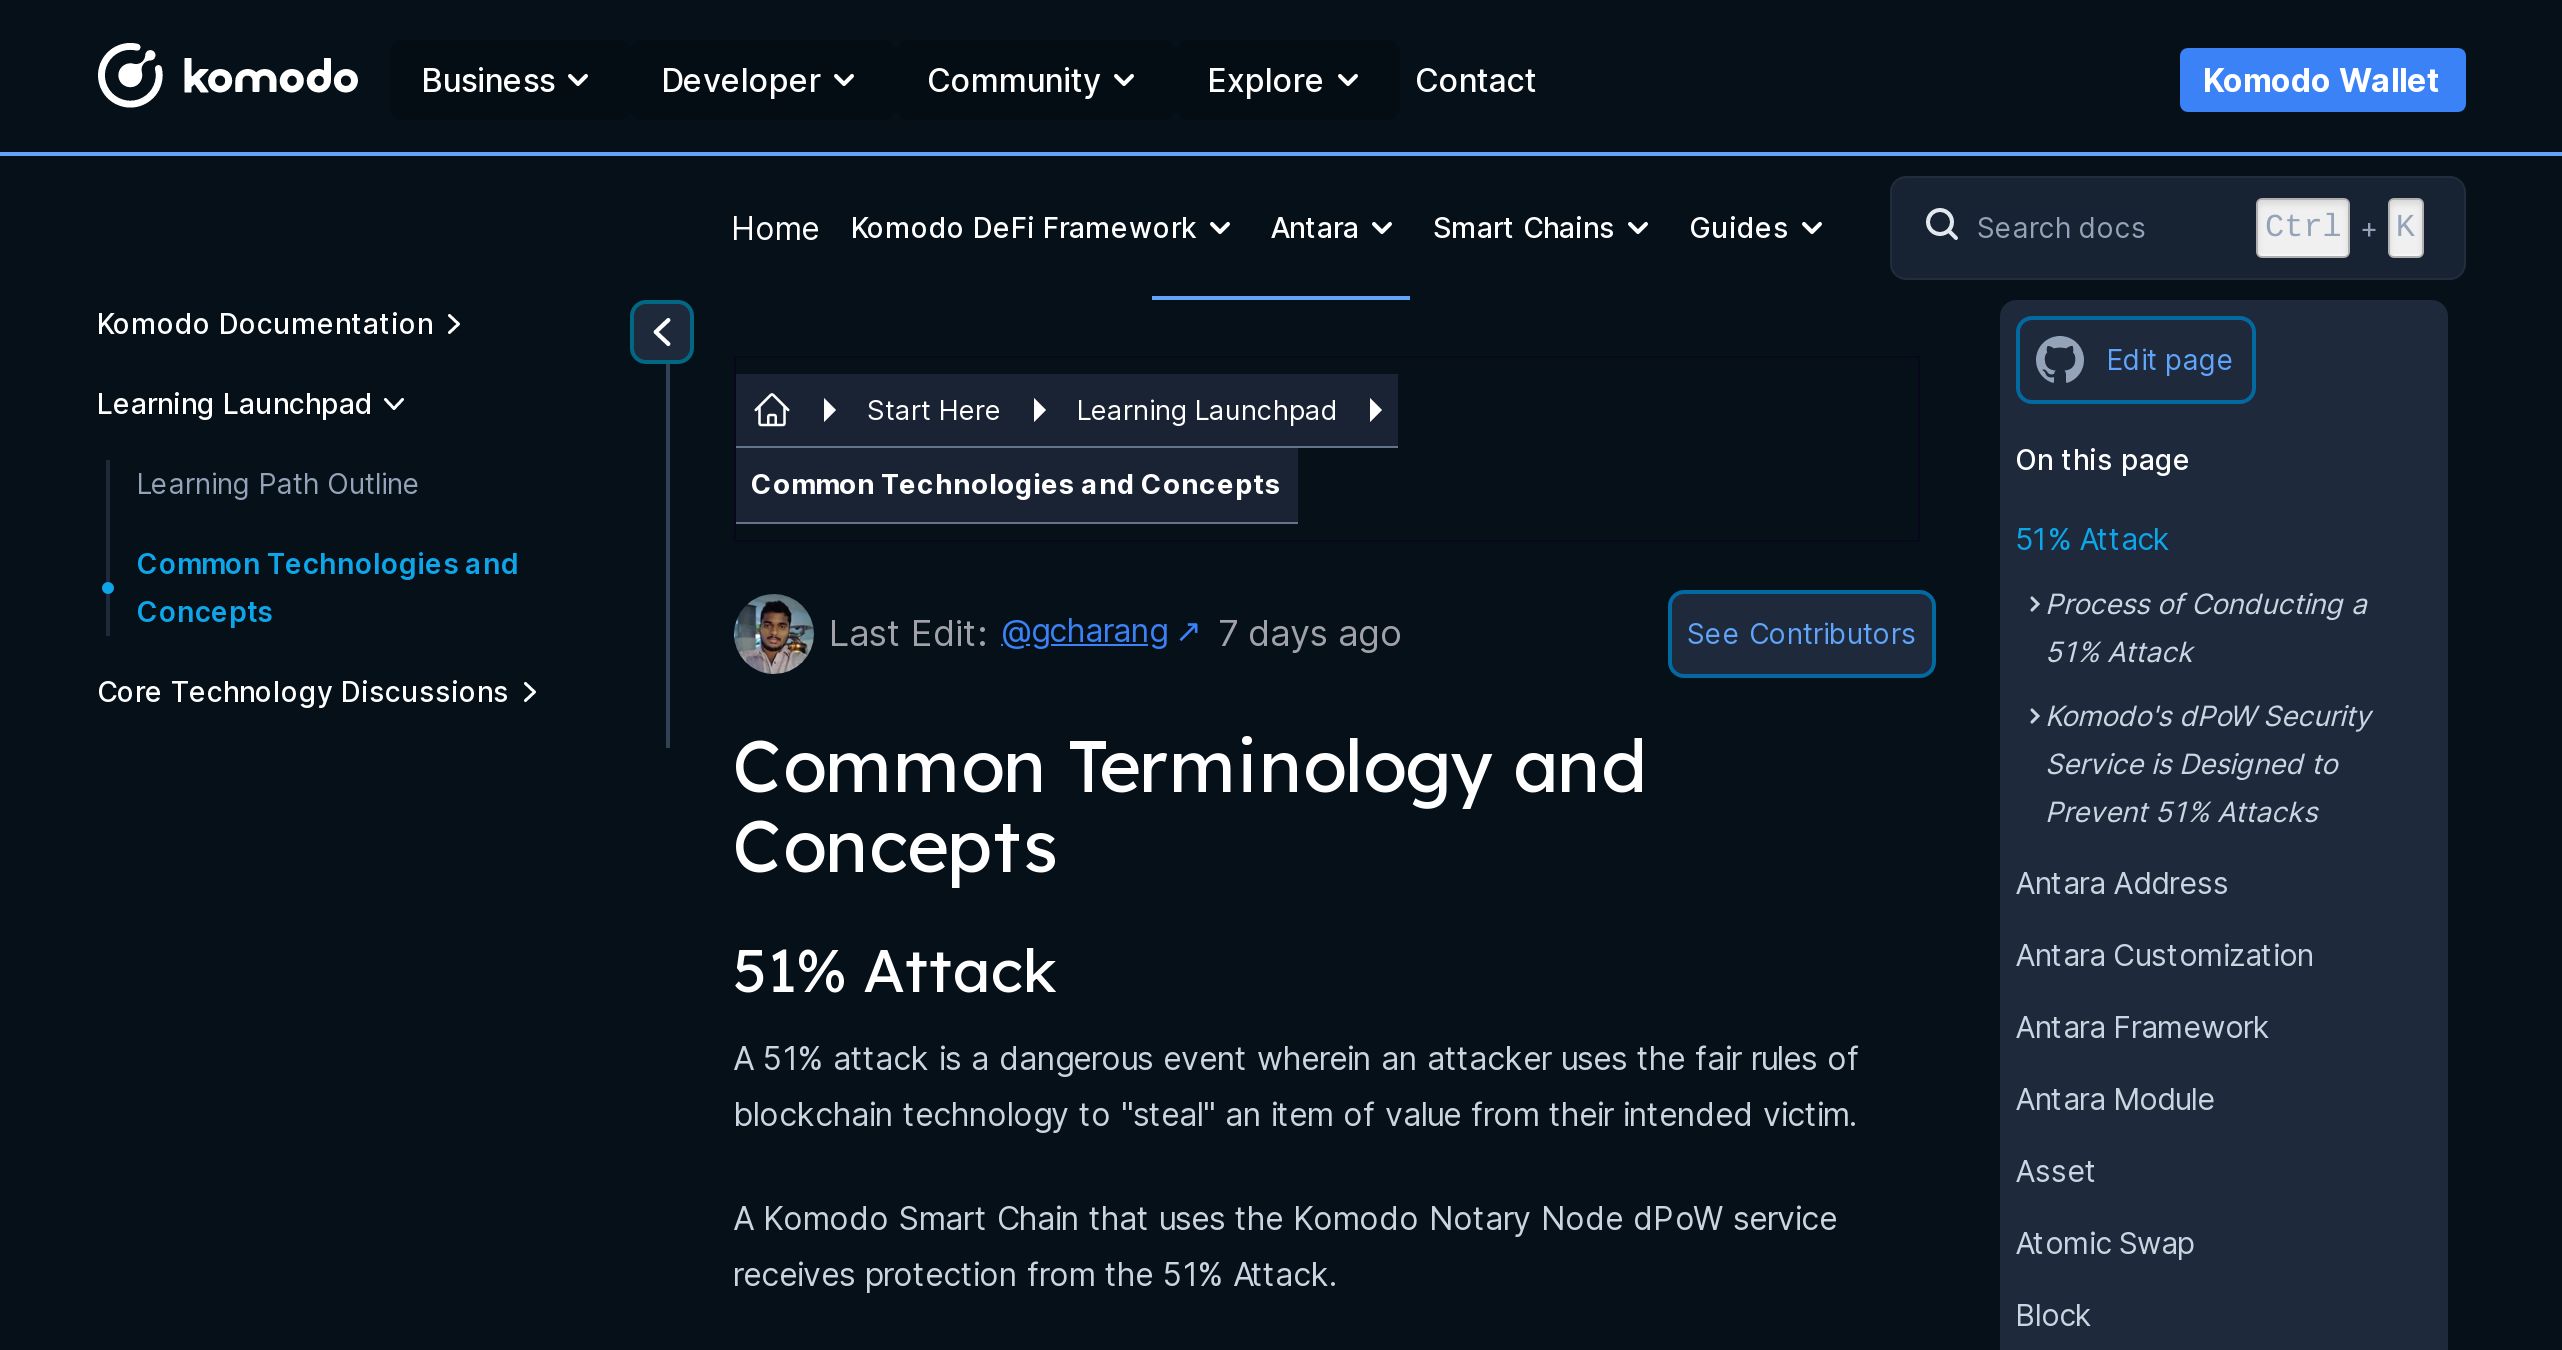 komodo Business Developer Community Explore Contact Komodo Wallet
Home Komodo DeFi Framework Antara Smart Chains Guides Search docs Ctrl + K
Komodo Documentation
Learning Launchpad
Learning Path Outline
Common Technologies and
Concepts
Core Technology Discussions
Start Here Learning Launchpad
Common Technologies and Concepts
Last Edit: @gcharang ↗ 7 days ago See Contributors
Common Terminology and
Concepts
51% Attack
A 51% attack is a dangerous event wherein an attacker uses the fair rules of
blockchain technology to "steal" an item of value from their intended victim.
A Komodo Smart Chain that uses the Komodo Notary Node dPoW service
receives protection from the 51% Attack.
Edit page
On this page
51% Attack
Process of Conducting a
51% Attack
Komodo's dPoW Security
Service is Designed to
Prevent 51% Attacks
Antara Address
Antara Customization
Antara Framework
Antara Module
Asset
Atomic Swap
Block